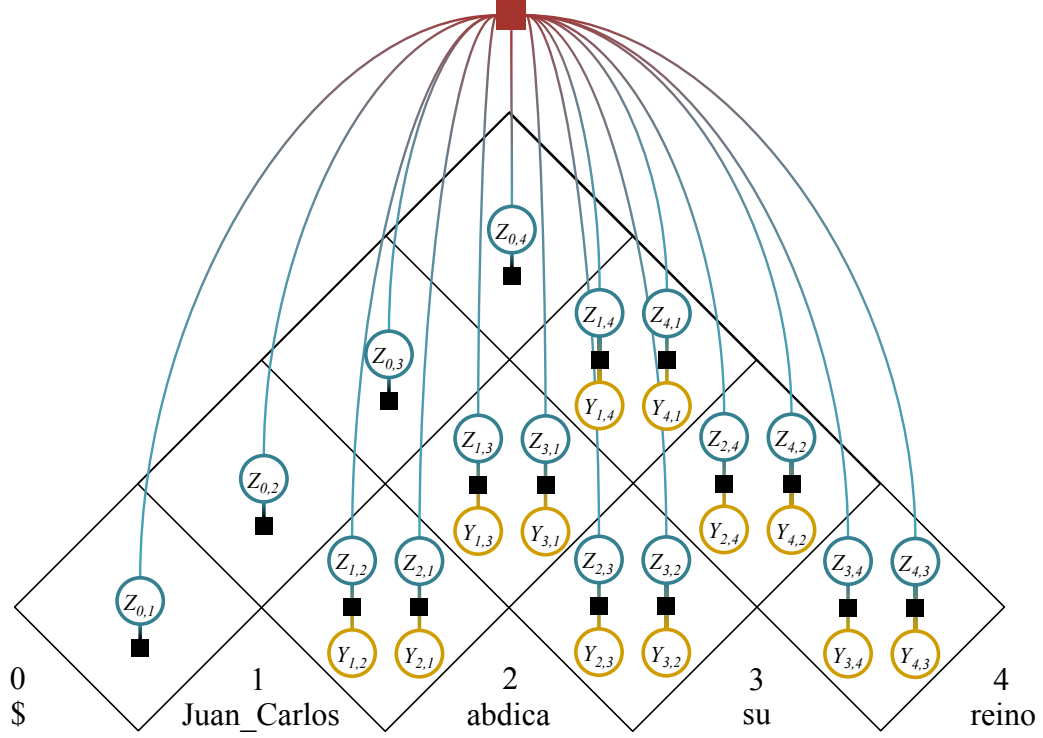 Z0,4
Z1,4 Z4,1
Z0,3
Y1,4 Y4,1
Z1,3 Z3,1 Z2,4 Z4,2
Z0,2
Y1,3 Y3,1 Y2,4 Y4,2
Z1,2 Z2,1 Z2,3 Z3,2 Z3,4 Z4,3
Z0,1
Y1,2 Y2,1 Y2,3 Y3,2 Y3,4 Y4,3
0 1 2 3 4
$ Juan_Carlos abdica su reino